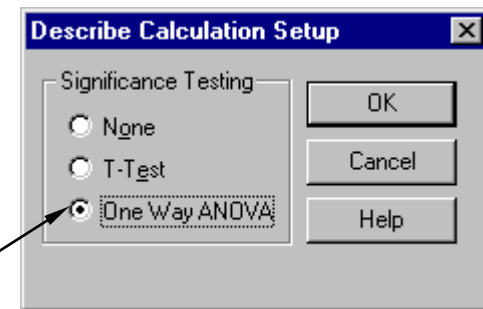 Describe Calculation Setup
Significance Testing
None
T-Test
One Way ANOVA
OK
Cancel
Help